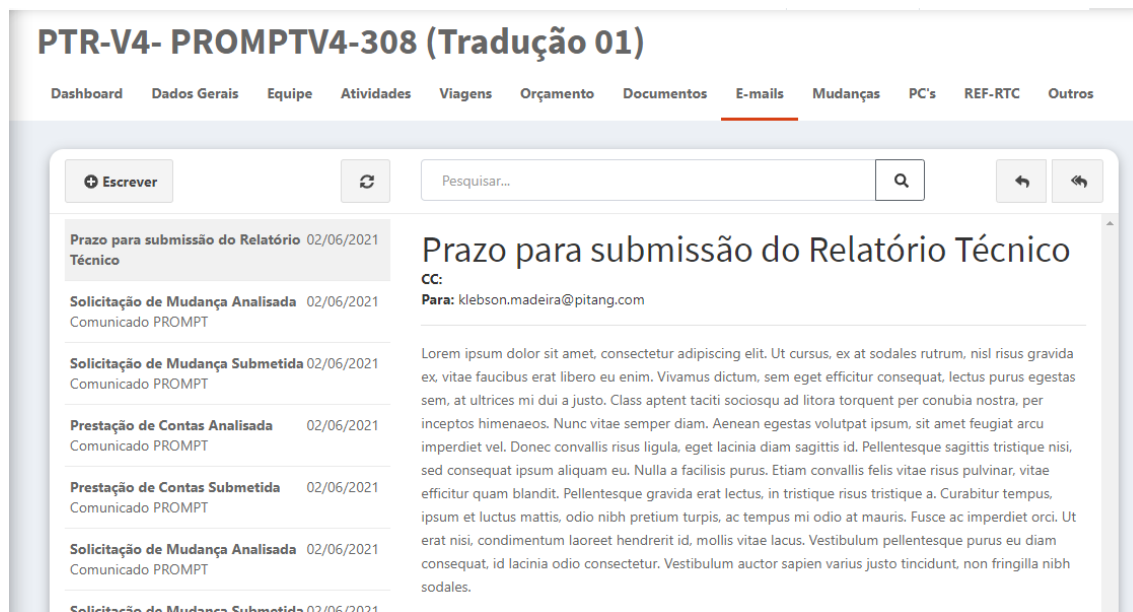 PTR-V4- PROMPTV4-308 (Tradução 01)
Dashboard Dados Gerais Equipe Atividades Viagens Orçamento Documentos E-mails Mudanças PC's REF-RTC Outros
Escrever
Pesquisar...
Prazo para submissão do Relatório 02/06/2021
Técnico
Solicitação de Mudança Analisada 02/06/2021
Comunicado PROMPT
Solicitação de Mudança Submetida 02/06/2021
Comunicado PROMPT
Prestação de Contas Analisada 02/06/2021
Comunicado PROMPT
Prestação de Contas Submetida 02/06/2021
Comunicado PROMPT
Solicitação de Mudança Analisada 02/06/2021
Comunicado PROMPT
Solicitação de Mudança Submetida 02/06/2021
Prazo para submissão do Relatório Técnico
CC:
Para: klebson.madeira@pitang.com
Lorem ipsum dolor sit amet, consectetur adipiscing elit. Ut cursus, ex at sodales rutrum, nisl risus gravida
ex, vitae faucibus erat libero eu enim. Vivamus dictum, sem eget efficitur consequat, lectus purus egestas
sem, at ultrices mi dui a justo. Class aptent taciti sociosqu ad litora torquent per conubia nostra, per
inceptos himenaeos. Nunc vitae semper diam. Aenean egestas volutpat ipsum, sit amet feugiat arcu
imperdiet vel. Donec convallis risus ligula, eget lacinia diam sagittis id. Pellentesque sagittis tristique nisi,
sed consequat ipsum aliquam eu. Nulla a facilisis purus. Etiam convallis felis vitae risus pulvinar, vitae
efficitur quam blandit. Pellentesque gravida erat lectus, in tristique risus tristique a. Curabitur tempus,
ipsum et luctus mattis, odio nibh pretium turpis, ac tempus mi odio at mauris. Fusce ac imperdiet orci. Ut
erat nisi, condimentum laoreet hendrerit id, mollis vitae lacus. Vestibulum pellentesque purus eu diam
consequat, id lacinia odio consectetur. Vestibulum auctor sapien varius justo tincidunt, non fringilla nibh
sodales.